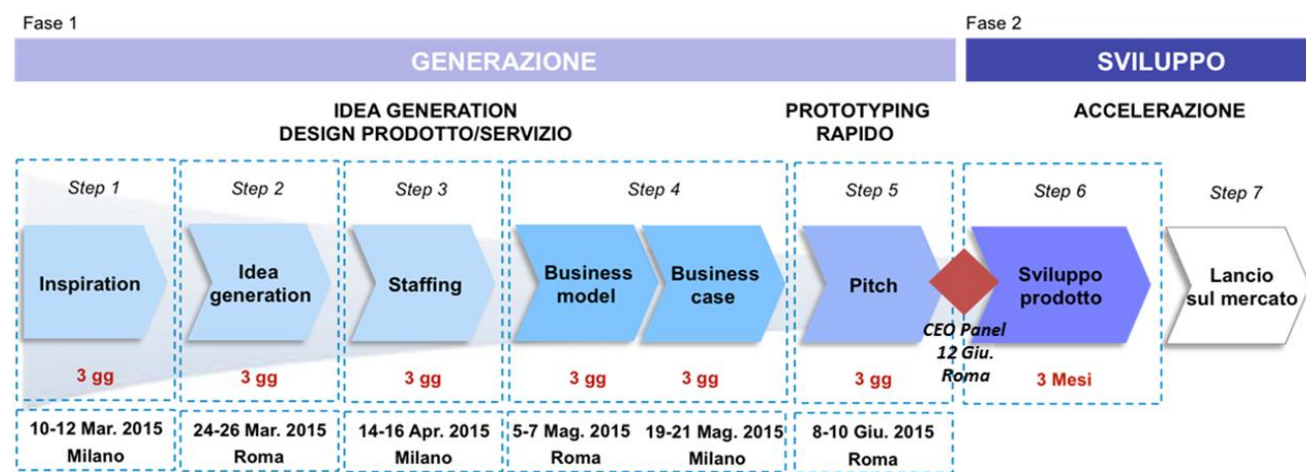 Fase 1
Fase 2
GENERAZIONE
SVILUPPO
IDEA GENERATION
DESIGN PRODOTTO/SERVIZIO
PROTOTYPING
RAPIDO
ACCELERAZIONE
Step 1
Step 2
Step 3
Step 4
Step 5
Step 6
Step 7
Inspiration
Idea
generation
Staffing
Business
model
Business
case
Pitch
Sviluppo
prodotto
Lancio
sul mercato
CEO Panel
12 Giu.
Roma
3 gg
3 gg
3 gg
3 gg
3 gg
3 gg
3 Mesi
10-12 Mar. 2015
Milano
24-26 Mar. 2015
Roma
14-16 Apr. 2015
Milano
5-7 Mag. 2015
Roma
19-21 Mag. 2015
Milano
8-10 Giu. 2015
Roma